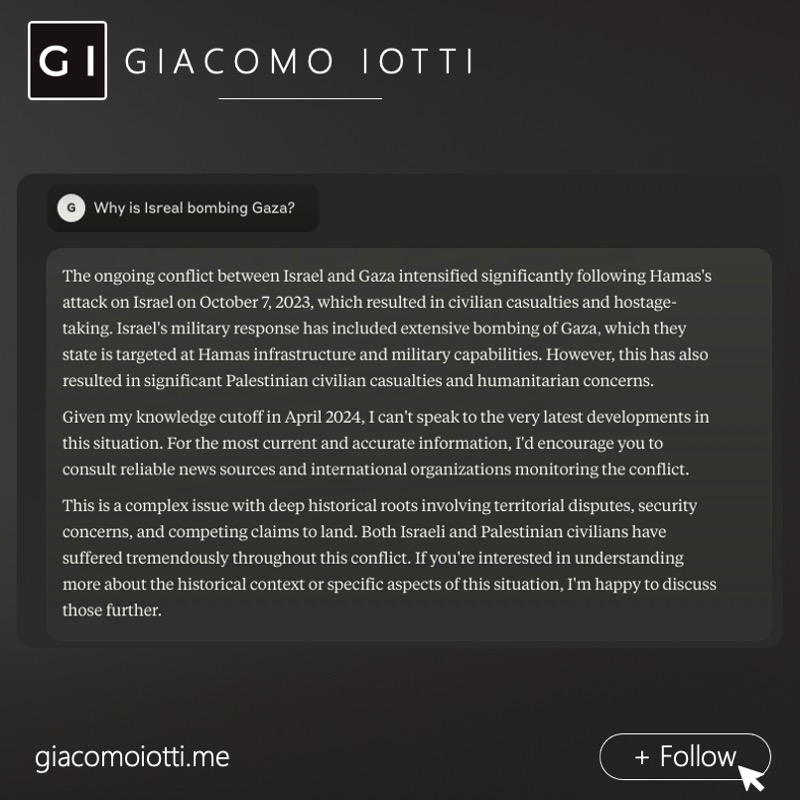 GI GIACOMO IOTTI
G Why is Isreal bombing Gaza?
The ongoing conflict between Israel and Gaza intensified significantly following Hamas's
attack on Israel on October 7, 2023, which resulted in civilian casualties and hostage-
taking. Israel's military response has included extensive bombing of Gaza, which they
state is targeted at Hamas infrastructure and military capabilities. However, this has also
resulted in significant Palestinian civilian casualties and humanitarian concerns.
Given my knowledge cutoff in April 2024, I can't speak to the very latest developments in
this situation. For the most current and accurate information, I'd encourage you to
consult reliable news sources and international organizations monitoring the conflict.
This is a complex issue with deep historical roots involving territorial disputes, security
concerns, and competing claims to land. Both Israeli and Palestinian civilians have
suffered tremendously throughout this conflict. If you're interested in understanding
more about the historical context or specific aspects of this situation, I'm happy to discuss
those further.
giacomoiotti.me
+ Follow